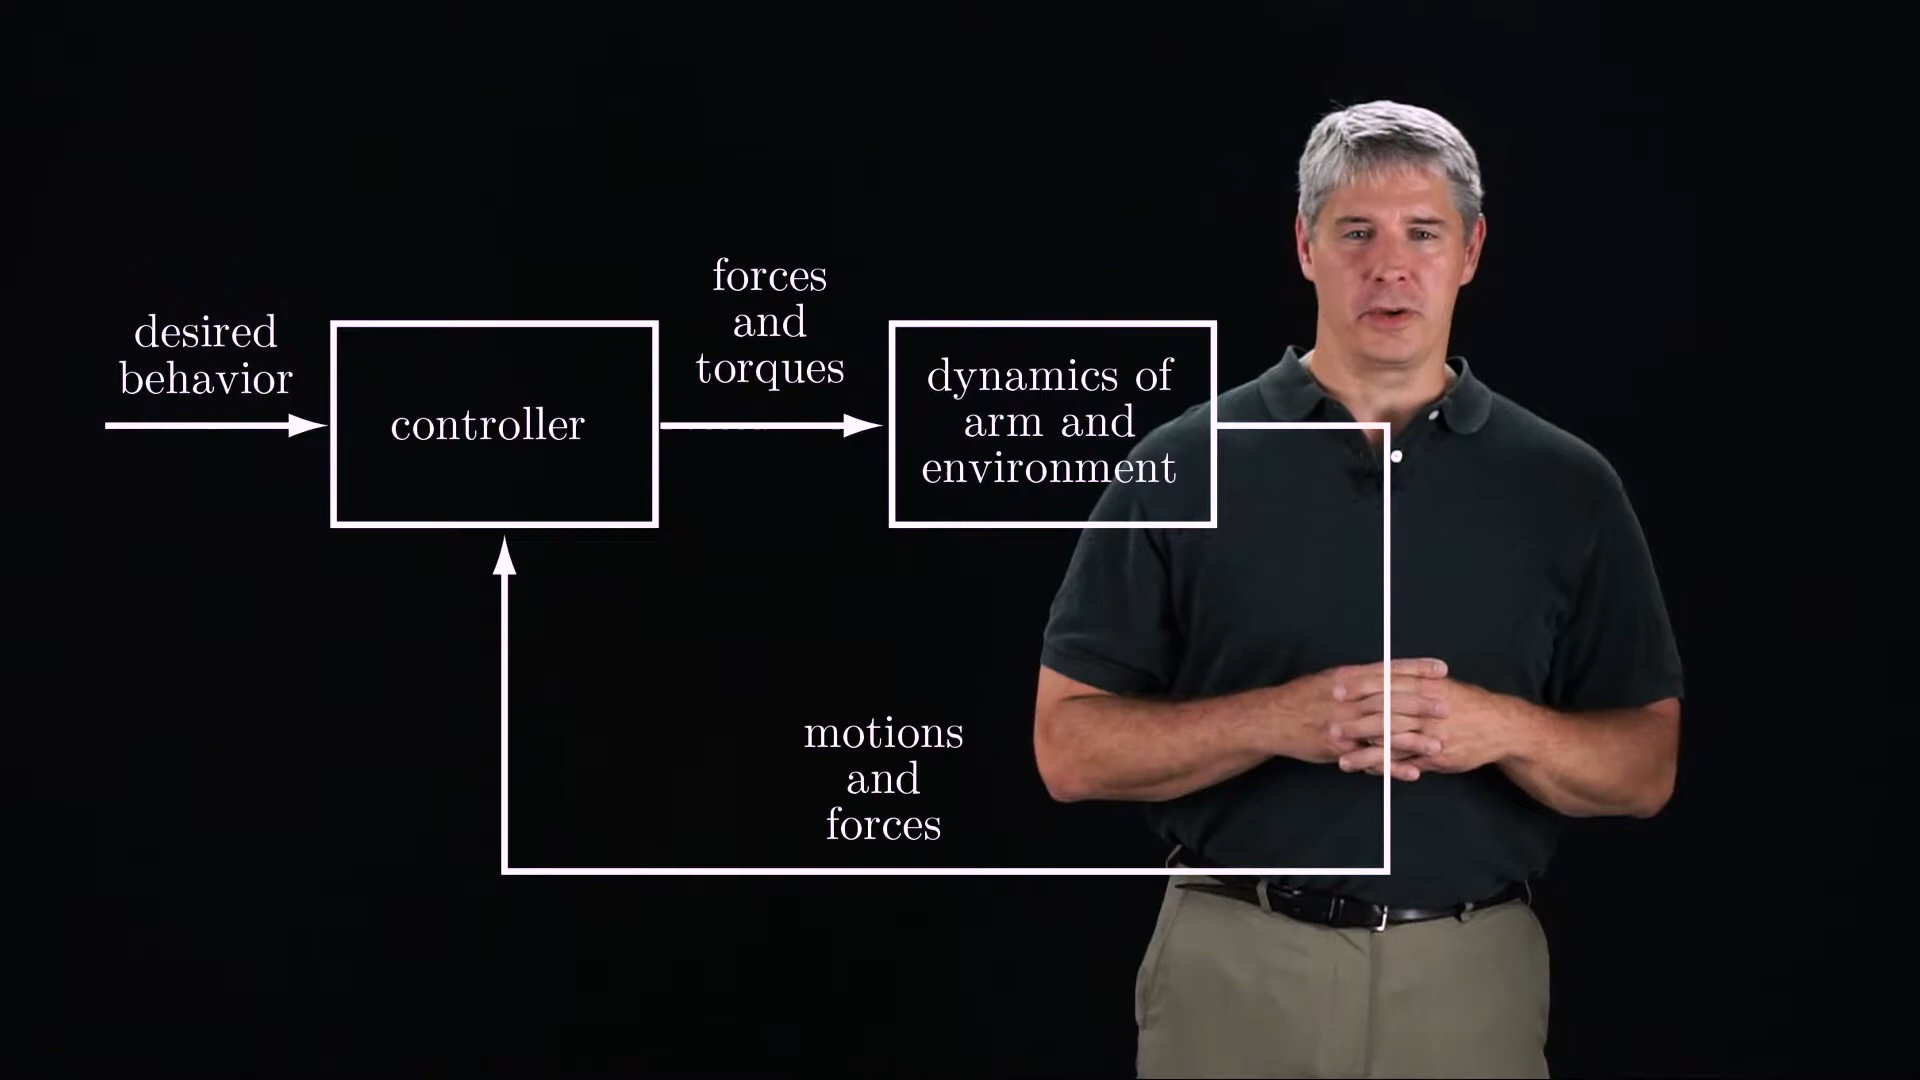 desired
behavior
controller
forces
and
torques
dynamics of
arm and
environment
motions
and
forces